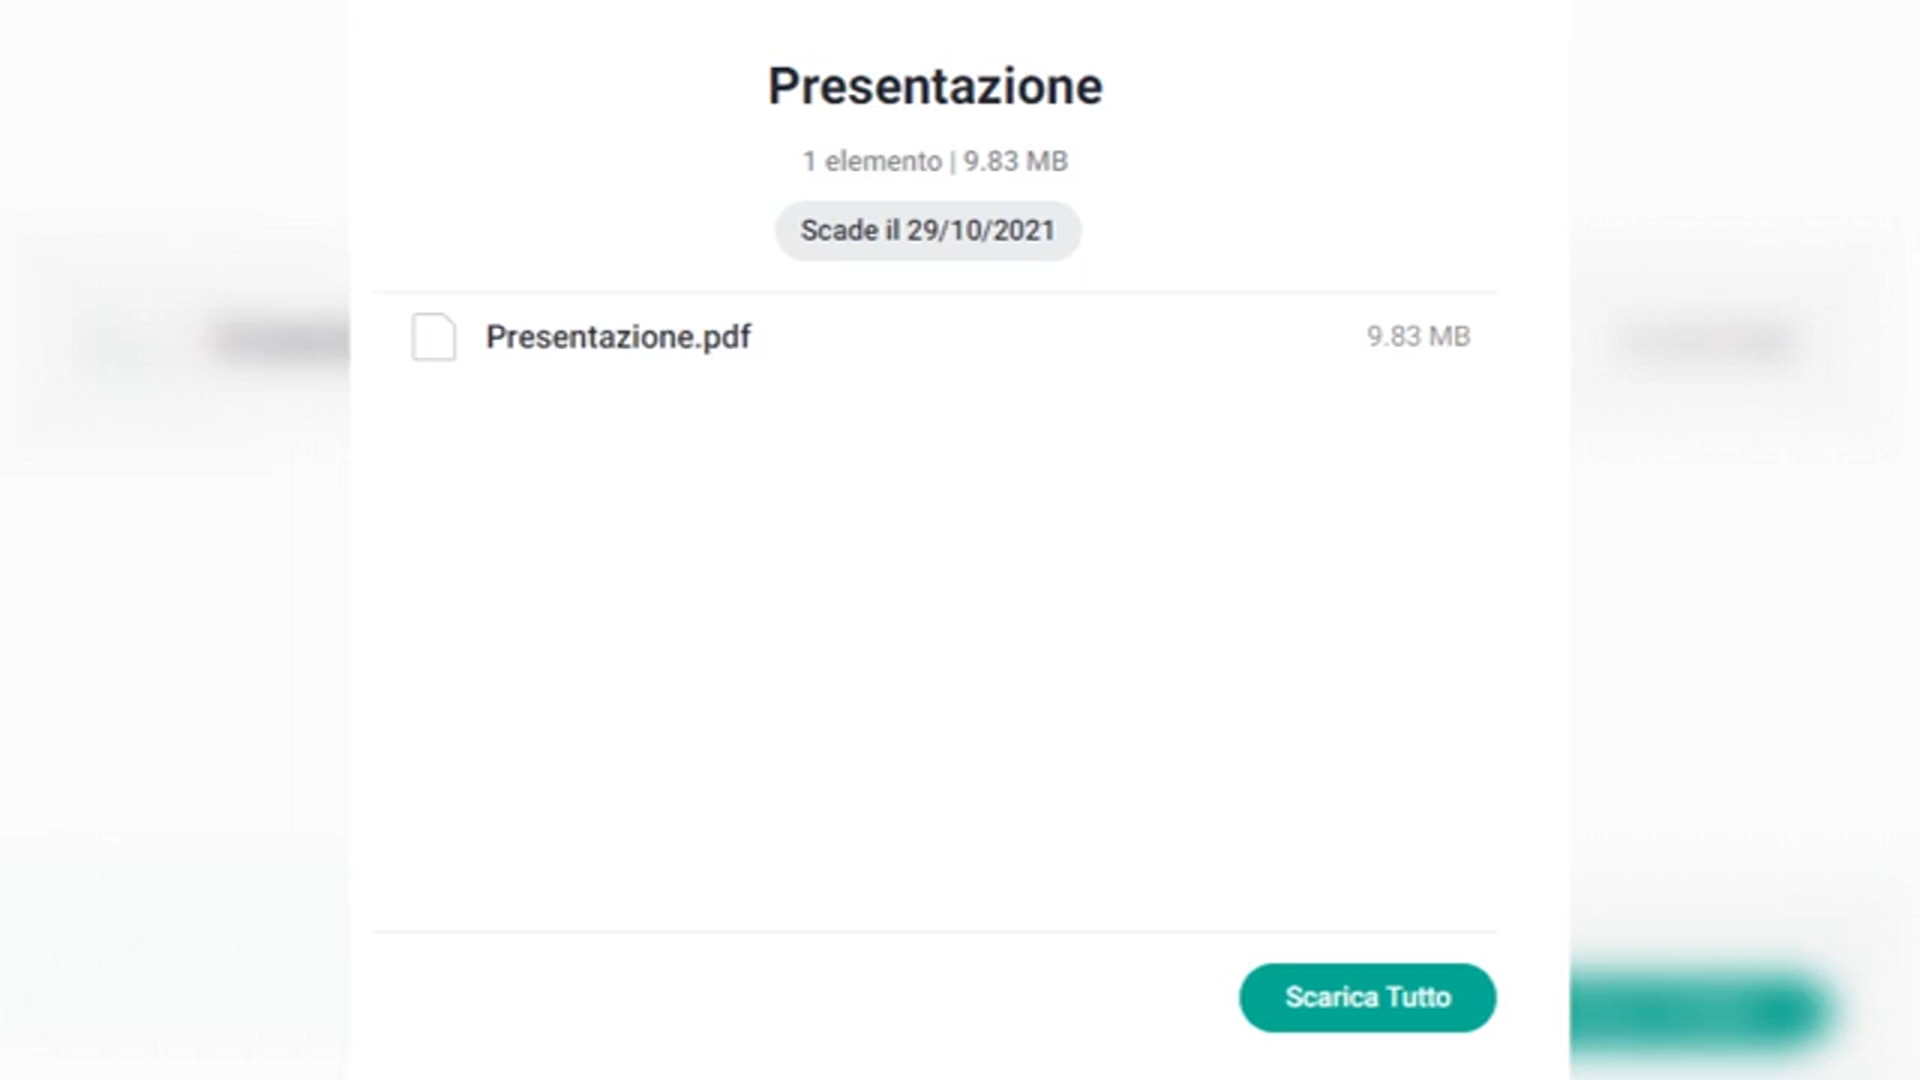 Presentazione
1 elemento | 9.83 MB
Scade il 29/10/2021
Presentazione.pdf 9.83 MB
Scarica Tutto